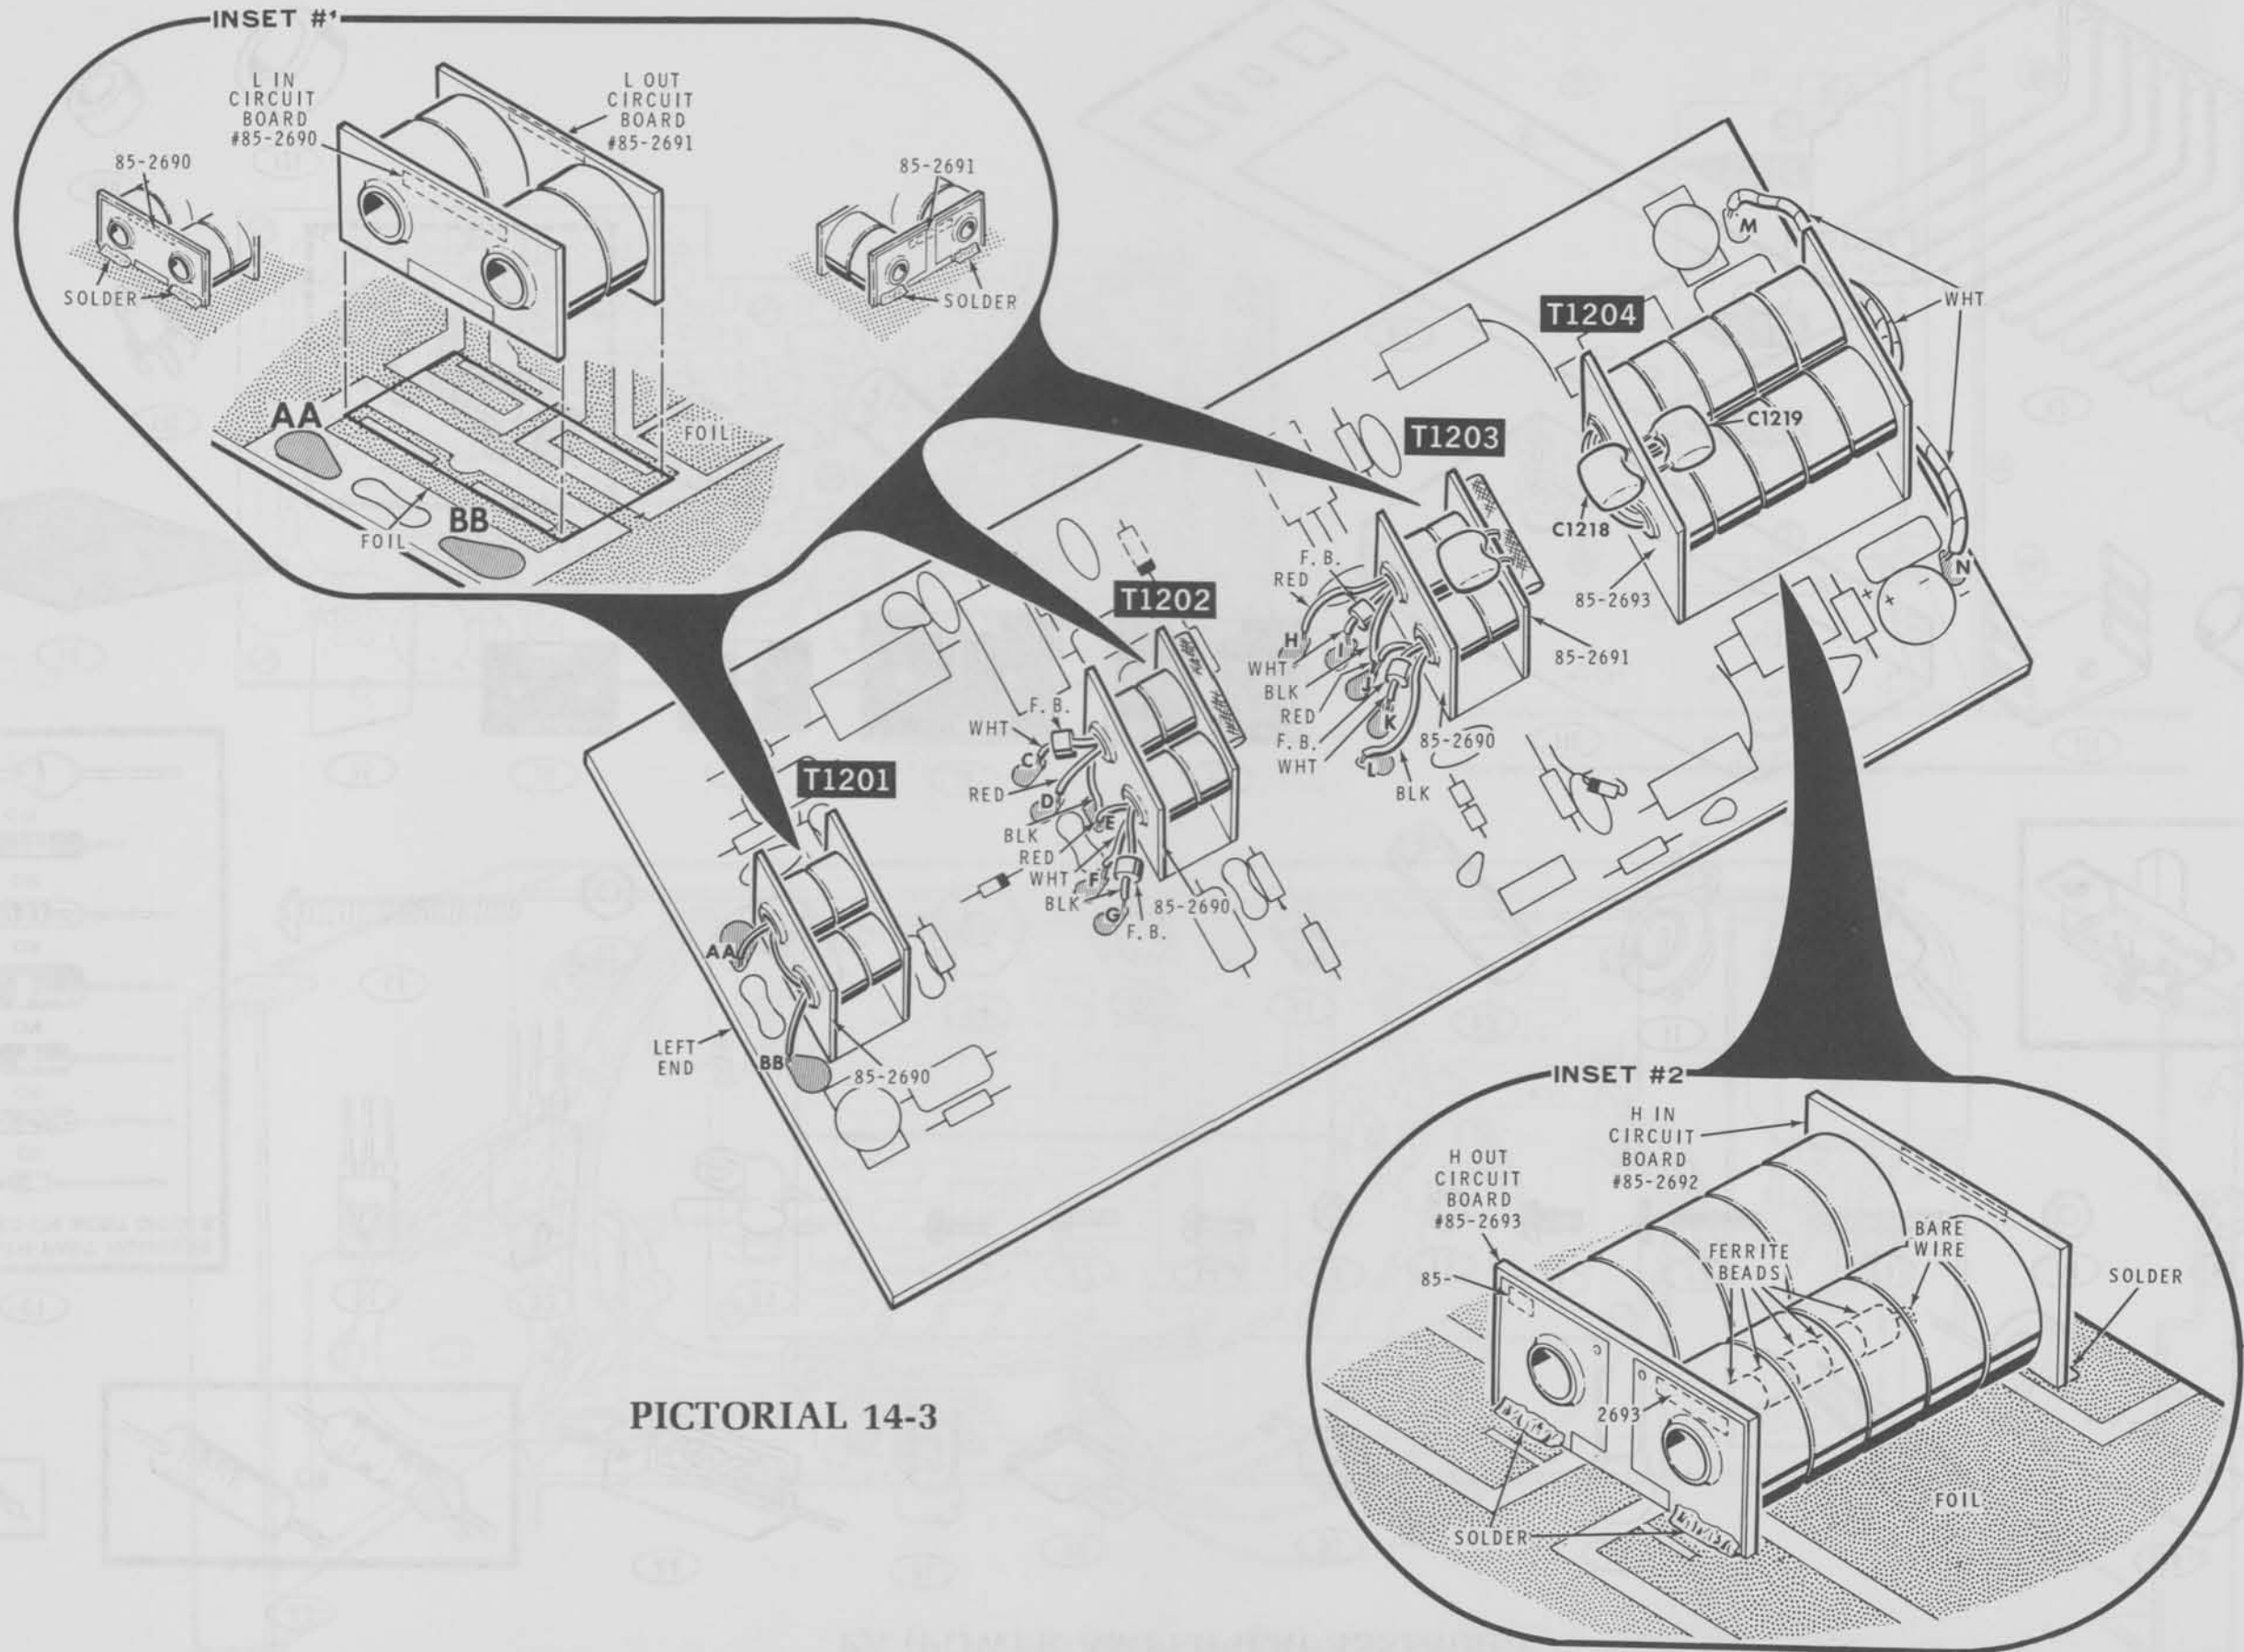 INSET #1
L IN
CIRCUIT
BOARD
#85-2690
L OUT
CIRCUIT
BOARD
#85-2691
85-2690
SOLDER
85-2691
SOLDER
AA
BB
FOIL
FOIL
T1204
M
WHT
C1219
C1218
85-2693
N
+
+
−
−
T1203
F. B.
RED
H
WHT
I
BLK
J
RED
K
F. B.
WHT
L
BLK
85-2690
85-2691
T1202
F. B.
WHT
C
RED
D
BLK
E
RED
WHT
F
BLK
G
F. B.
85-2690
T1201
AA
BB
LEFT
END
85-2690
INSET #2
H IN
CIRCUIT
BOARD
#85-2692
H OUT
CIRCUIT
BOARD
#85-2693
85-
2693
FERRITE
BEADS
BARE
WIRE
SOLDER
SOLDER
FOIL
PICTORIAL 14-3